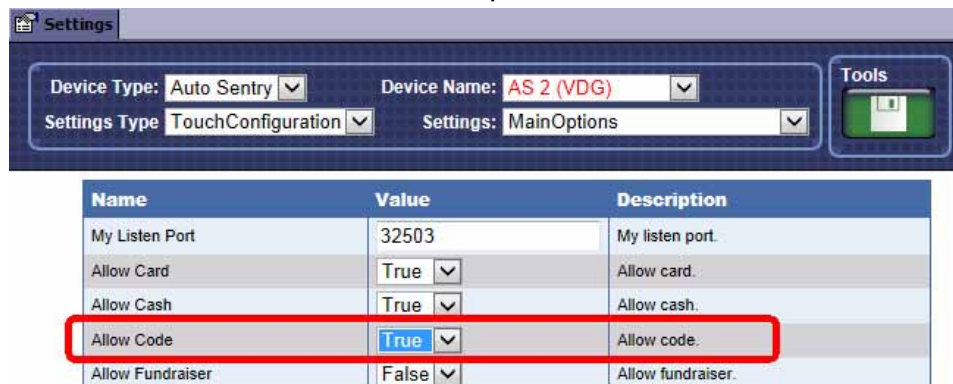 Settings
Device Type: Auto Sentry Device Name: AS 2 (VDG) Tools
Settings Type TouchConfiguration Settings: MainOptions
Name Value Description
My Listen Port 32503 My listen port.
Allow Card True Allow card.
Allow Cash True Allow cash.
Allow Code True Allow code.
Allow Fundraiser False Allow fundraiser.